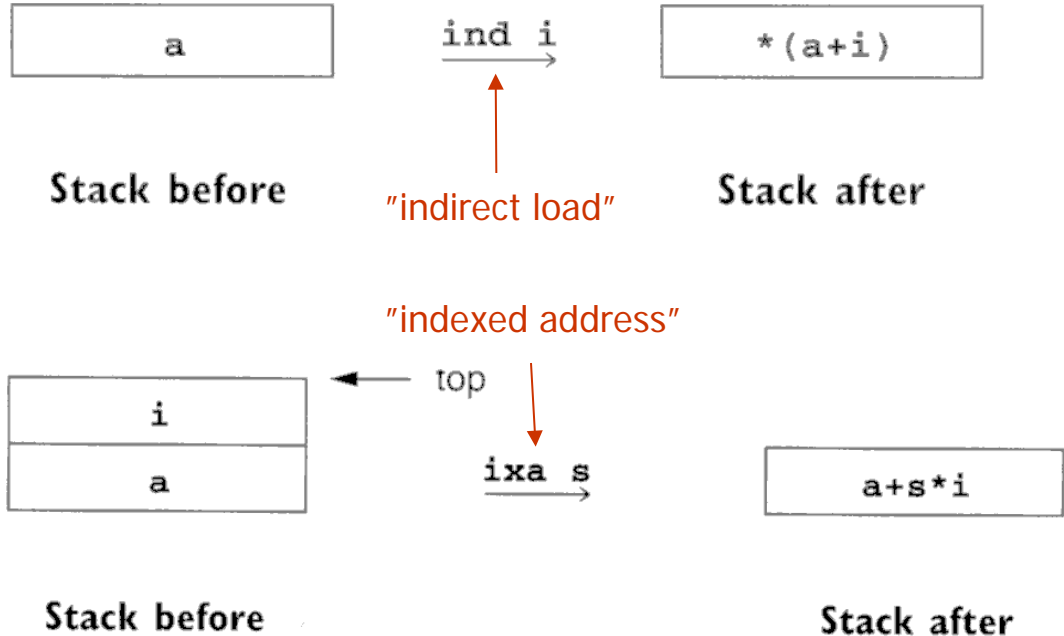 a
ind i
*(a+i)
Stack before
"indirect load"
Stack after
"indexed address"
top
i
a
ixa s
a+s*i
Stack before
Stack after